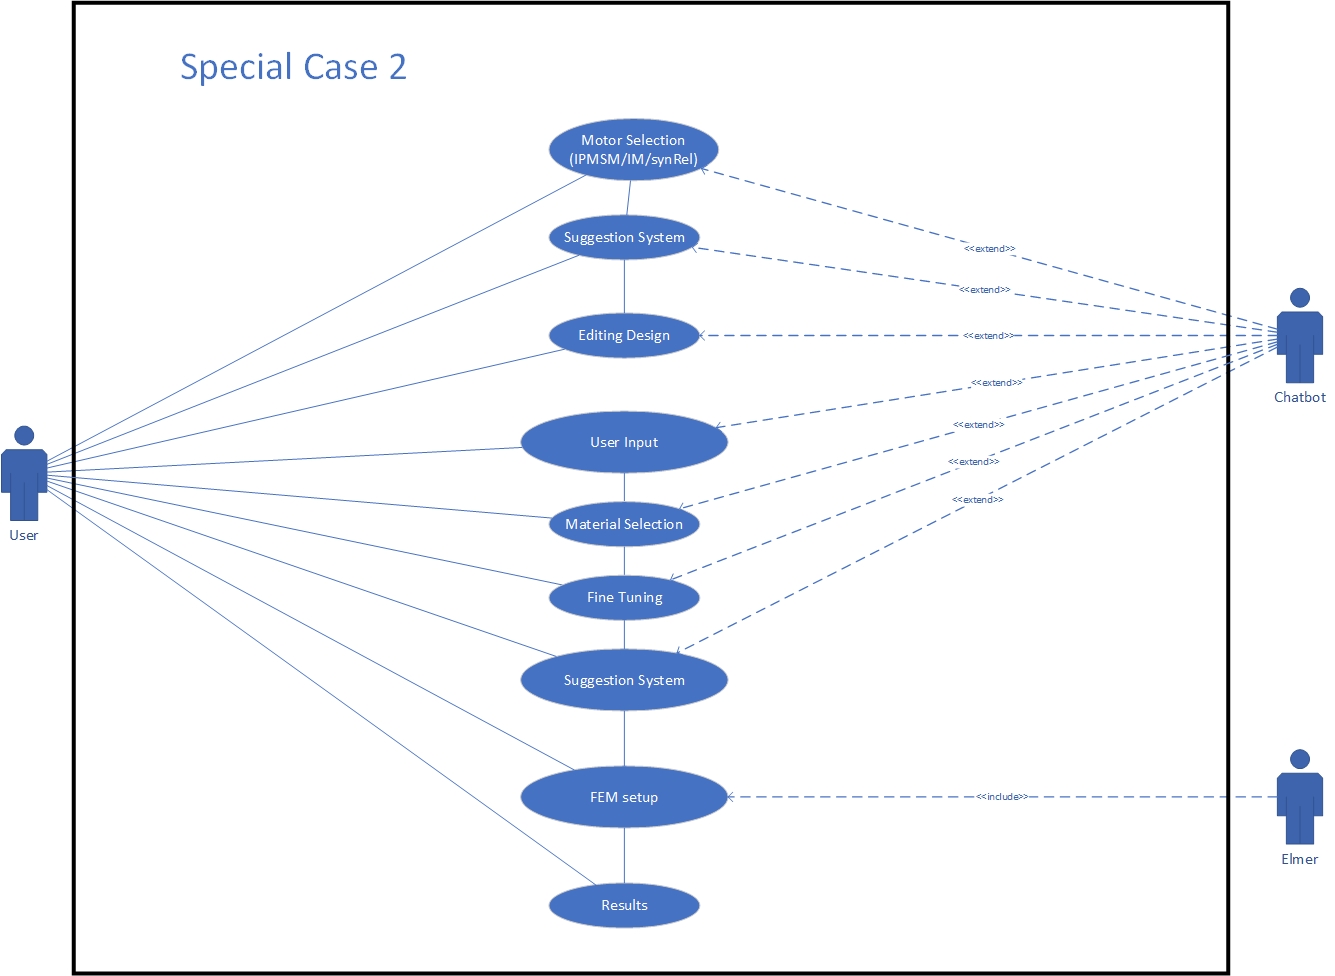 Special Case 2
Motor Selection
(IPMSM/IM/synRel)
Suggestion System
<<extend>>
<<extend>>
Editing Design
<<extend>>
<<extend>>
Chatbot
<<extend>>
User Input
<<extend>>
<<extend>>
Material Selection
User
Fine Tuning
Suggestion System
FEM setup
<<include>>
Elmer
Results